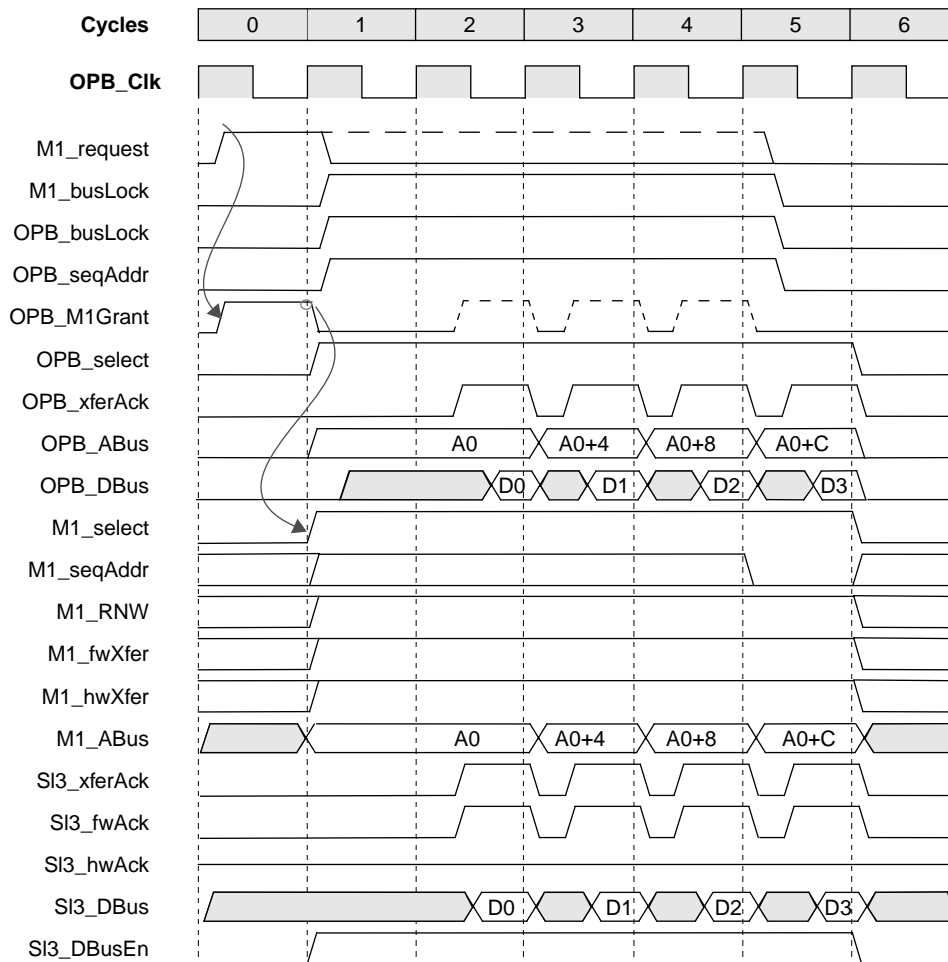 Cycles 0 1 2 3 4 5 6
OPB_Clk
M1_request
M1_busLock
OPB_busLock
OPB_seqAddr
OPB_M1Grant
OPB_select
OPB_xferAck
OPB_ABus A0 A0+4 A0+8 A0+C
OPB_DBus D0 D1 D2 D3
M1_select
M1_seqAddr
M1_RNW
M1_fwXfer
M1_hwXfer
M1_ABus A0 A0+4 A0+8 A0+C
Sl3_xferAck
Sl3_fwAck
Sl3_hwAck
Sl3_DBus D0 D1 D2 D3
Sl3_DBusEn